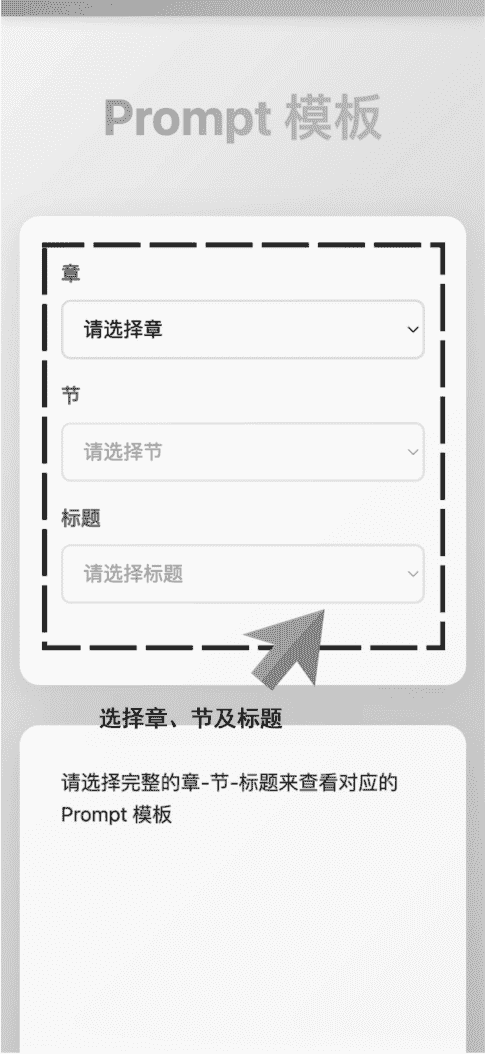 Prompt 模板
章
请选择章
节
请选择节
标题
请选择标题
选择章、节及标题
请选择完整的章-节-标题来查看对应的
Prompt 模板